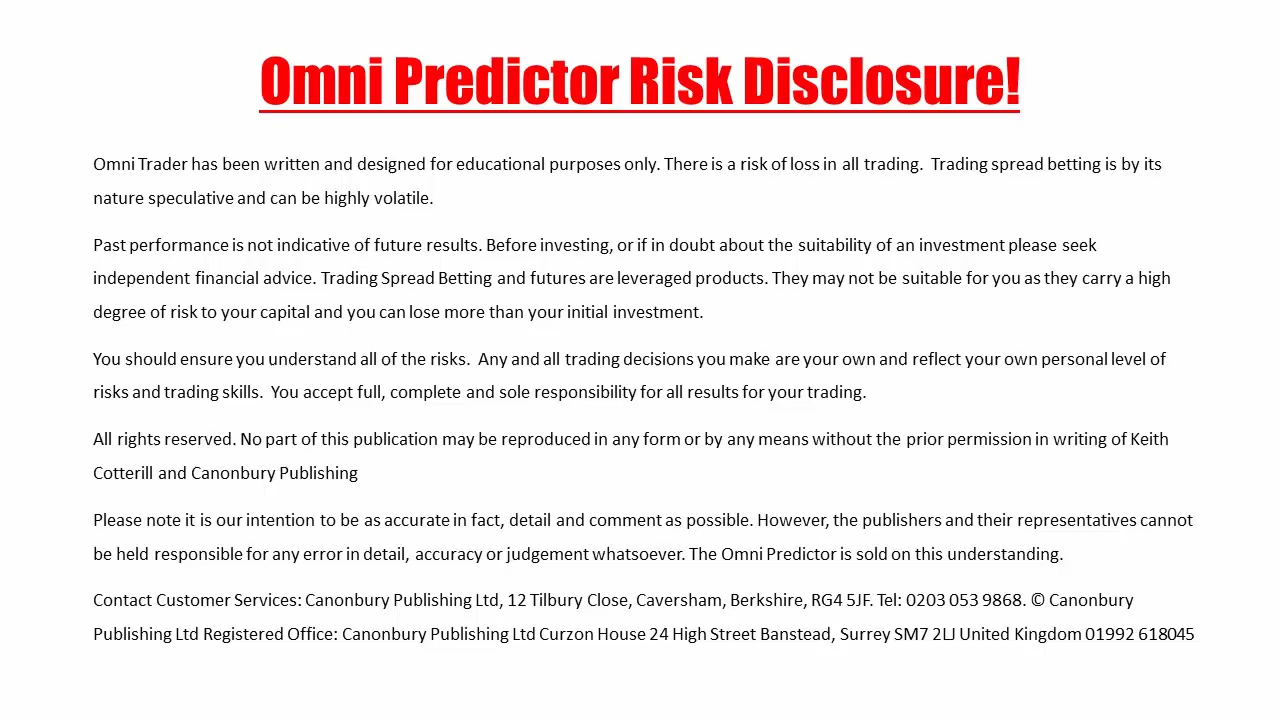 Omni Predictor Risk Disclosure!
Omni Trader has been written and designed for educational purposes only. There is a risk of loss in all trading.  Trading spread betting is by its
nature speculative and can be highly volatile.
Past performance is not indicative of future results. Before investing, or if in doubt about the suitability of an investment please seek
independent financial advice. Trading Spread Betting and futures are leveraged products. They may not be suitable for you as they carry a high
degree of risk to your capital and you can lose more than your initial investment.
You should ensure you understand all of the risks.  Any and all trading decisions you make are your own and reflect your own personal level of
risks and trading skills.  You accept full, complete and sole responsibility for all results for your trading.
All rights reserved. No part of this publication may be reproduced in any form or by any means without the prior permission in writing of Keith
Cotterill and Canonbury Publishing
Please note it is our intention to be as accurate in fact, detail and comment as possible. However, the publishers and their representatives cannot
be held responsible for any error in detail, accuracy or judgement whatsoever. The Omni Predictor is sold on this understanding.
Contact Customer Services: Canonbury Publishing Ltd, 12 Tilbury Close, Caversham, Berkshire, RG4 5JF. Tel: 0203 053 9868. © Canonbury
Publishing Ltd Registered Office: Canonbury Publishing Ltd Curzon House 24 High Street Banstead, Surrey SM7 2LJ United Kingdom 01992 618045